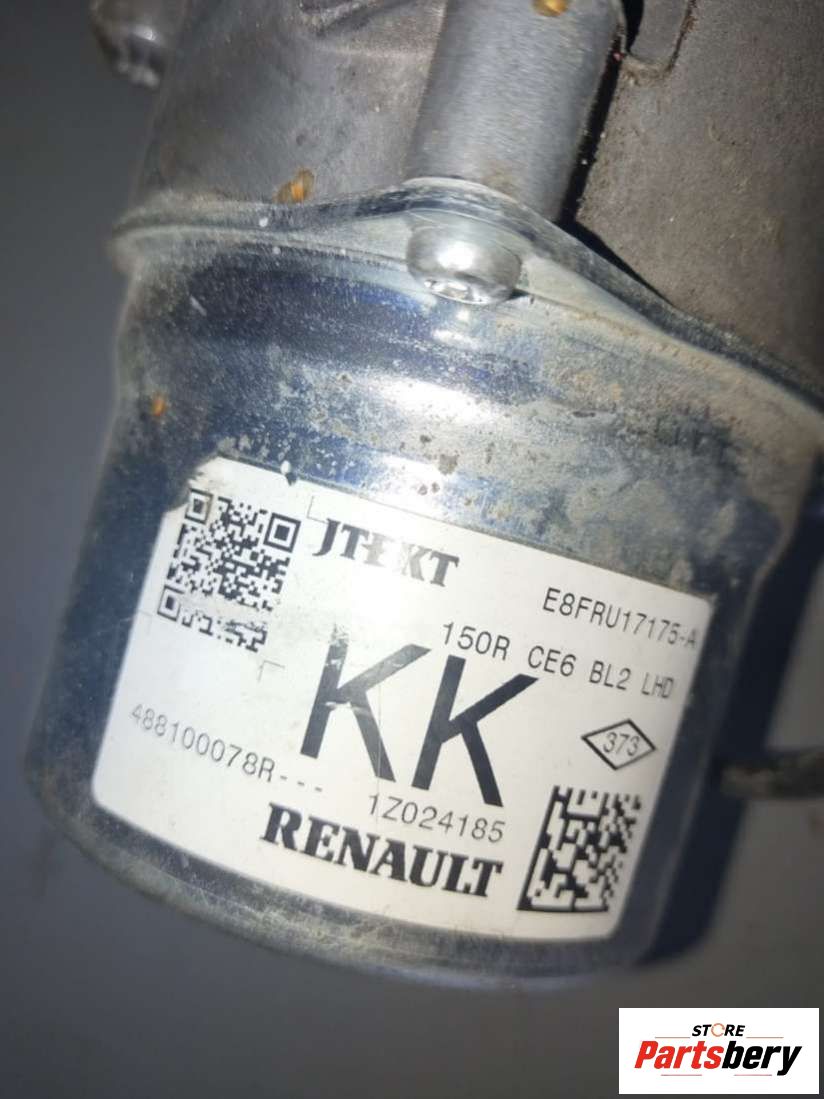 JTEKT
E8FRU17175-A
150R CE6 BL2 LHD
KK
373
488100078R---
1Z024185
RENAULT
STORE
Partsbery